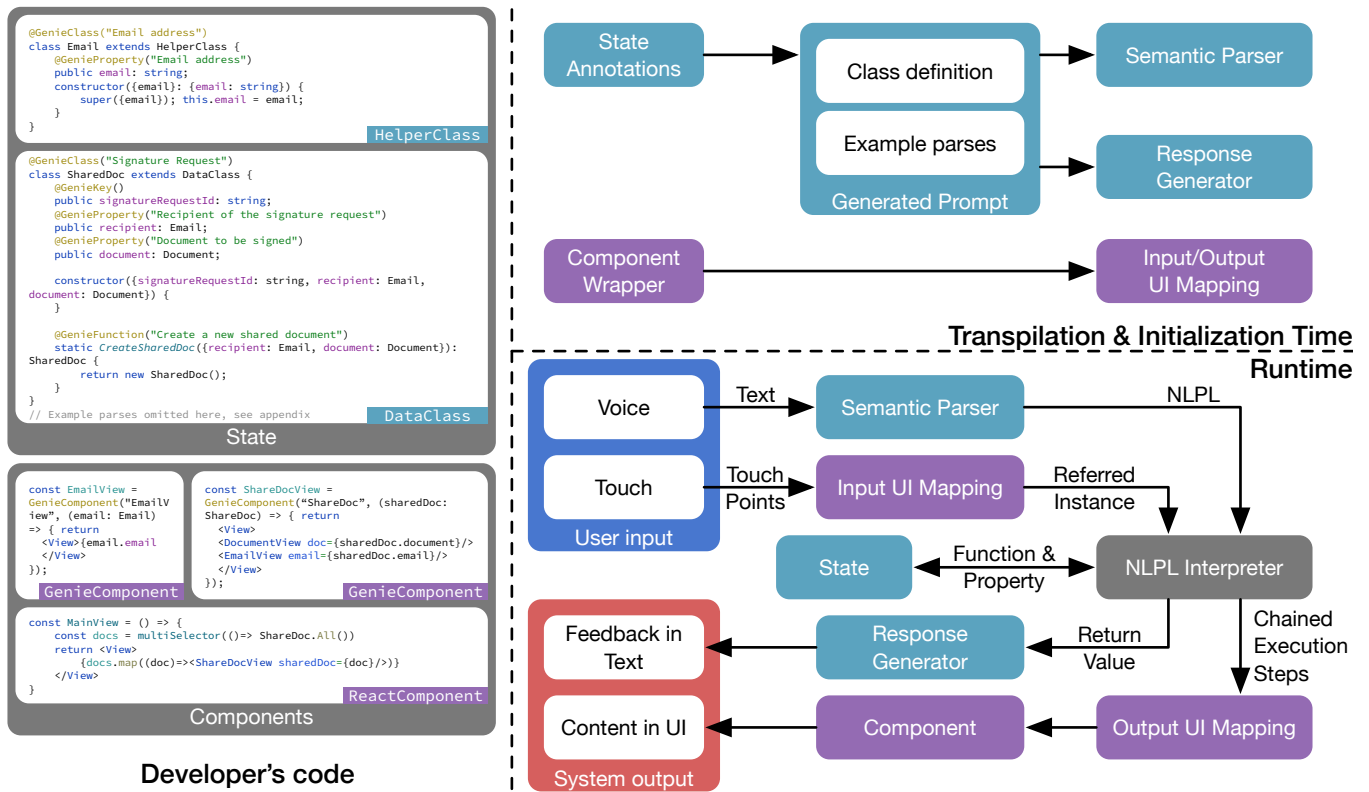 @GenieClass("Email address")
class Email extends HelperClass {
    @GenieProperty("Email address")
    public email: string;
    constructor({email}: {email: string}) {
        super({email}); this.email = email;
    }
}
HelperClass
@GenieClass("Signature Request")
class SharedDoc extends DataClass {
    @GenieKey()
    public signatureRequestId: string;
    @GenieProperty("Recipient of the signature request")
    public recipient: Email;
    @GenieProperty("Document to be signed")
    public document: Document;
    constructor({signatureRequestId: string, recipient: Email,
document: Document}) {
    }
    @GenieFunction("Create a new shared document")
    static CreateSharedDoc({recipient: Email, document: Document}):
SharedDoc {
        return new SharedDoc();
    }
}
// Example parses omitted here, see appendix
DataClass
State
const EmailView =
GenieComponent("EmailV
iew”, (email: Email)
=> { return
  <View>{email.email
  </View>
});
GenieComponent
const ShareDocView =
GenieComponent(“ShareDoc”, (sharedDoc:
ShareDoc) => { return
  <View>
  <DocumentView doc={sharedDoc.document}/>
  <EmailView email={sharedDoc.email}/>
  </View>
});
GenieComponent
const MainView = () => {
    const docs = multiSelector(()=> ShareDoc.All())
    return <View>
        {docs.map((doc)=><ShareDocView sharedDoc={doc}/>)}
    </View>
}
ReactComponent
Components
Developer’s code
State
Annotations
Class definition
Example parses
Generated Prompt
Semantic Parser
Response
Generator
Component
Wrapper
Input/Output
UI Mapping
Transpilation & Initialization Time
Runtime
Voice
Touch
User input
Text
Semantic Parser
NLPL
Touch
Points
Input UI Mapping
Referred
Instance
State
Function &
Property
NLPL Interpreter
Feedback in
Text
Response
Generator
Return
Value
Chained
Execution
Steps
Content in UI
Component
Output UI Mapping
System output